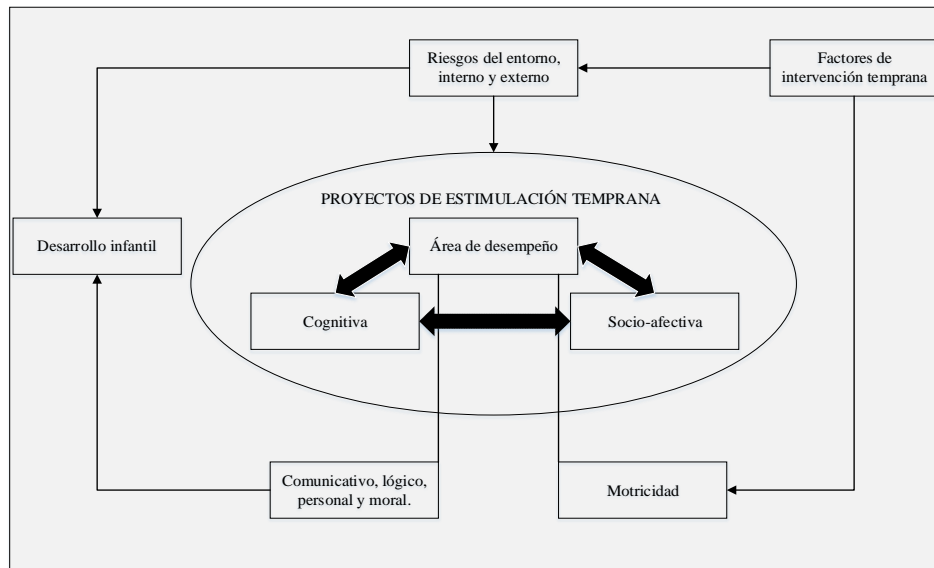 Riesgos del entorno,
interno y externo
Factores de
intervención temprana
PROYECTOS DE ESTIMULACIÓN TEMPRANA
Desarrollo infantil
Área de desempeño
Cognitiva
Socio-afectiva
Comunicativo, lógico,
personal y moral.
Motricidad